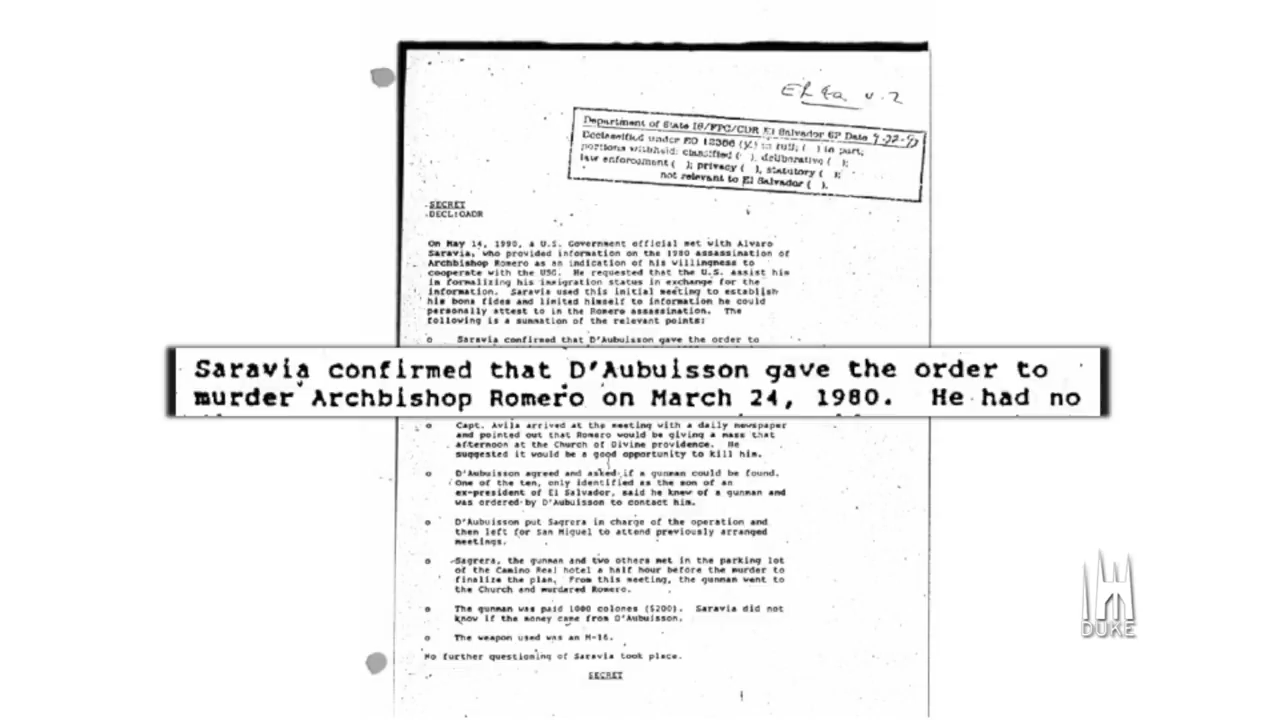 El Sa v. 2
Department of State IS/FPC/CDR El Salvador SP Date 9-22-93
Declassified under EO 12356 (X) in full; ( ) in part;
portions withheld: classified ( ), deliberative ( );
law enforcement ( ); privacy ( ), statutory ( );
not relevant to El Salvador ( ).
SECRET
DECL:OADR
On May 14, 1990, a U.S. Government official met with Alvaro
Saravia, who provided information on the 1980 assassination of
Archbishop Romero as an indication of his willingness to
cooperate with the USG. He requested that the U.S. assist him
in formalizing his immigration status in exchange for the
information. Saravia used this initial meeting to establish
his bona fides and limited himself to information he could
personally attest to in the Romero assassination. The
following is a summation of the relevant points:
o Saravia confirmed that D'Aubuisson gave the order to
Saravia confirmed that D'Aubuisson gave the order to
murder Archbishop Romero on March 24, 1980. He had no
o Capt. Avila arrived at the meeting with a daily newspaper
and pointed out that Romero would be giving a mass that
afternoon at the Church of Divine providence. He
suggested it would be a good opportunity to kill him.
o D'Aubuisson agreed and asked if a gunman could be found.
One of the ten, only identified as the son of an
ex-president of El Salvador, said he knew of a gunman and
was ordered by D'Aubuisson to contact him.
o D'Aubuisson put Sagrera in charge of the operation and
then left for San Miguel to attend previously arranged
meetings.
o Sagrera, the gunman and two others met in the parking lot
of the Camino Real hotel a half hour before the murder to
finalize the plan. From this meeting, the gunman went to
the Church and murdered Romero.
o The gunman was paid 1000 colones ($200). Saravia did not
know if the money came from D'Aubuisson.
o The weapon used was an M-16.
No further questioning of Saravia took place.
SECRET
DUKE